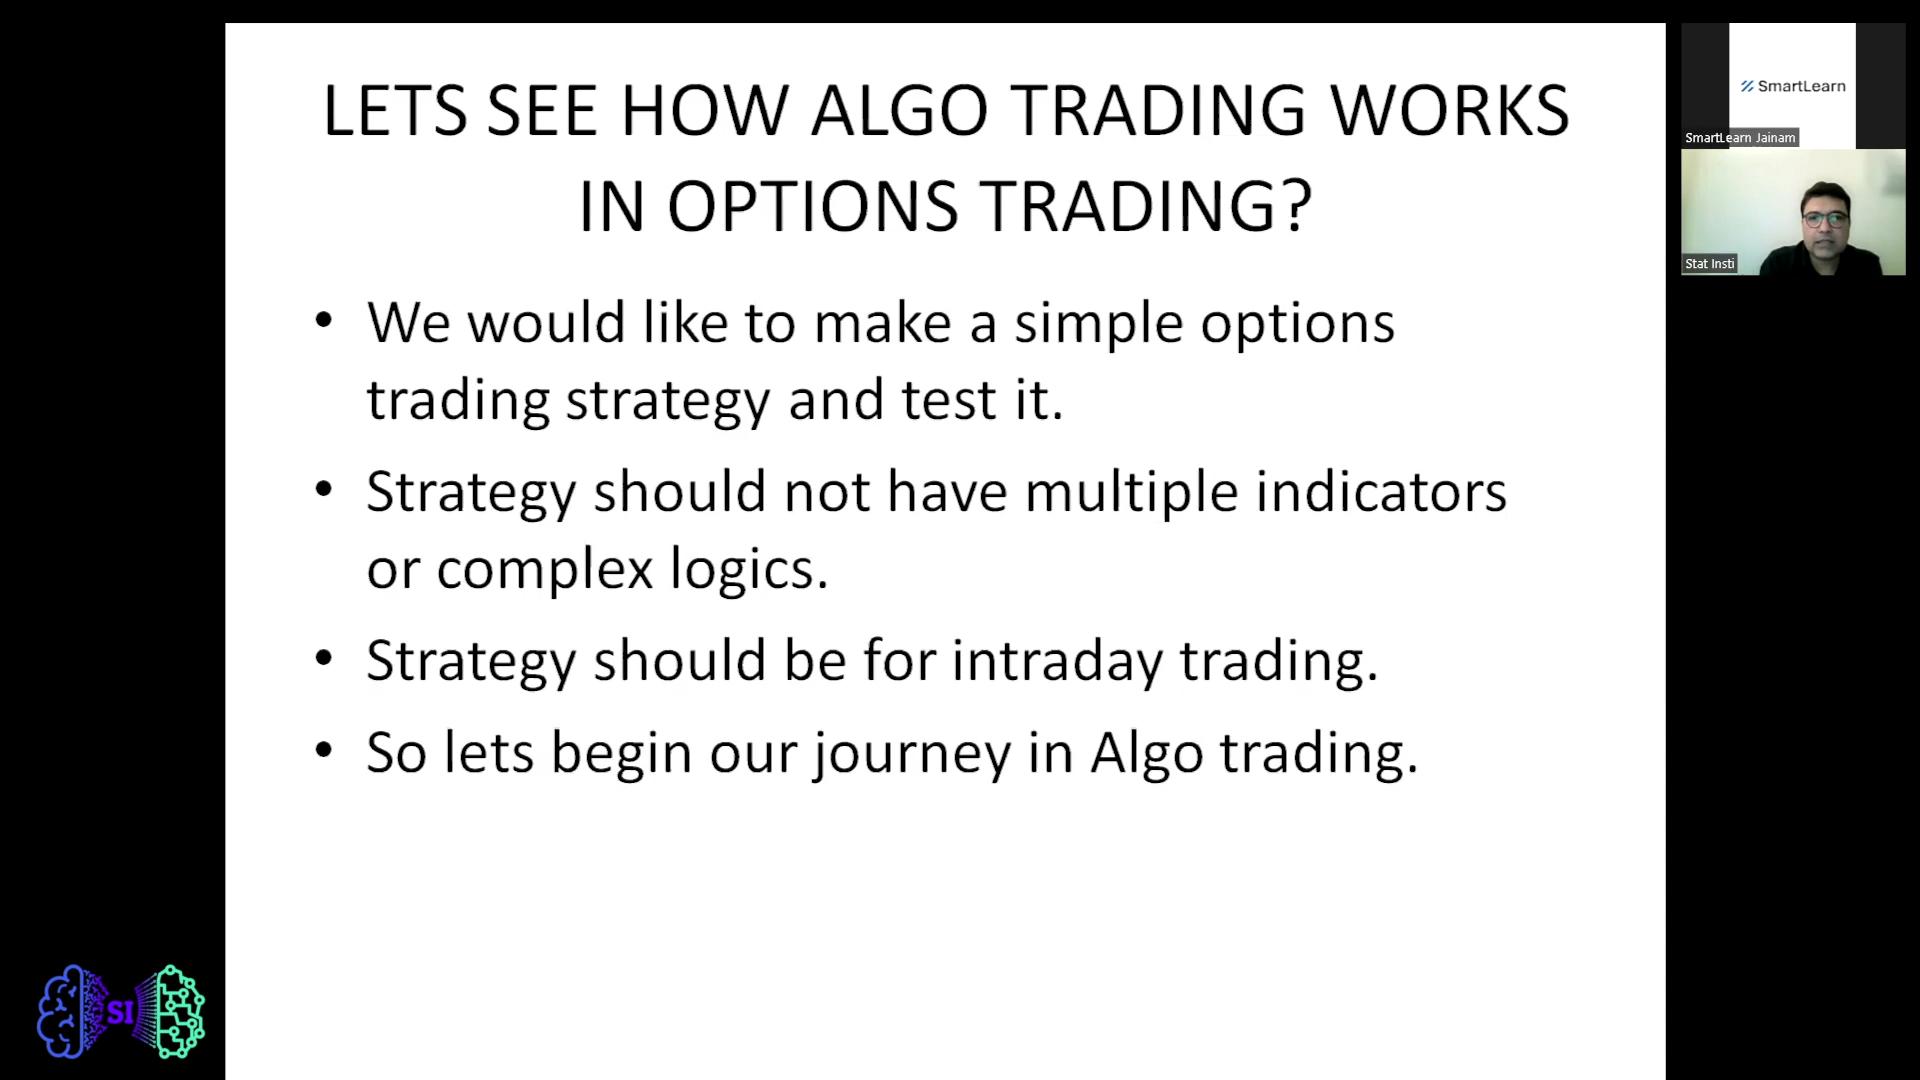 LETS SEE HOW ALGO TRADING WORKS
IN OPTIONS TRADING?
• We would like to make a simple options
trading strategy and test it.
• Strategy should not have multiple indicators
or complex logics.
• Strategy should be for intraday trading.
• So lets begin our journey in Algo trading.
SmartLearn
SmartLearn Jainam
Stat Insti
SI